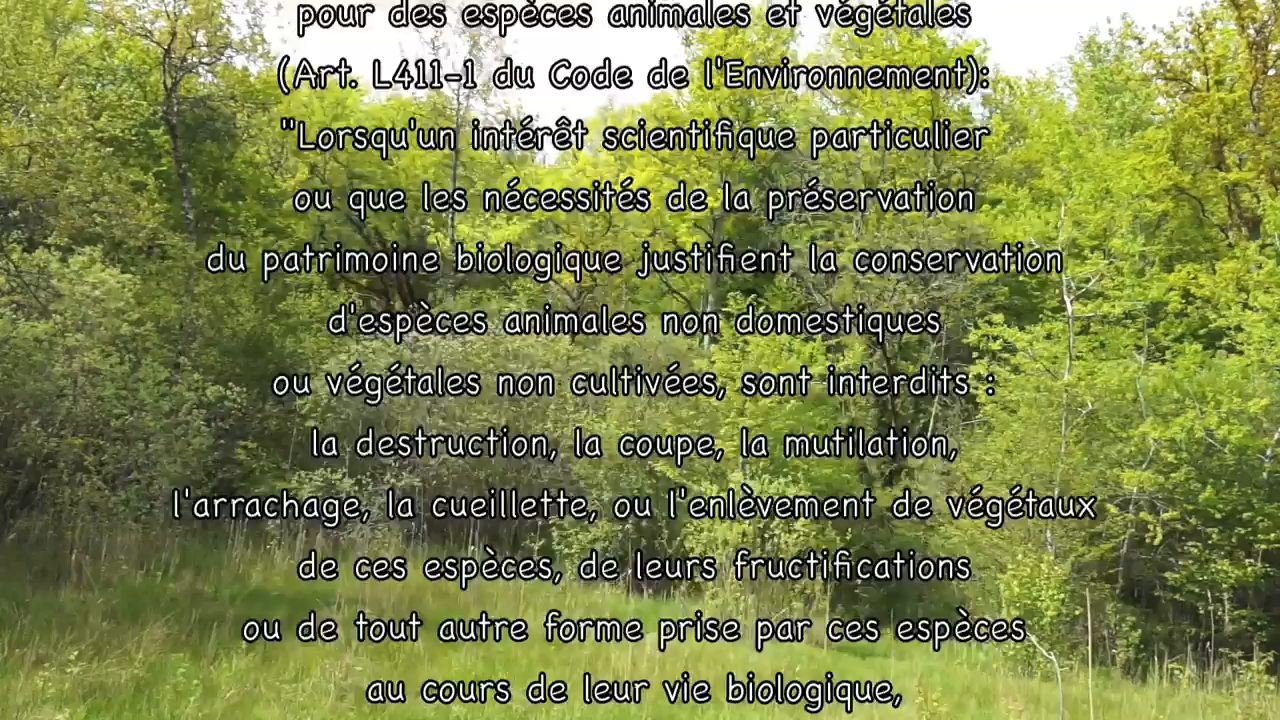 pour des espèces animales et végétales
(Art. L411-1 du Code de l'Environnement):
"Lorsqu'un intérêt scientifique particulier
ou que les nécessités de la préservation
du patrimoine biologique justifient la conservation
d'espèces animales non domestiques
ou végétales non cultivées, sont interdits :
la destruction, la coupe, la mutilation,
l'arrachage, la cueillette, ou l'enlèvement de végétaux
de ces espèces, de leurs fructifications
ou de tout autre forme prise par ces espèces
au cours de leur vie biologique,